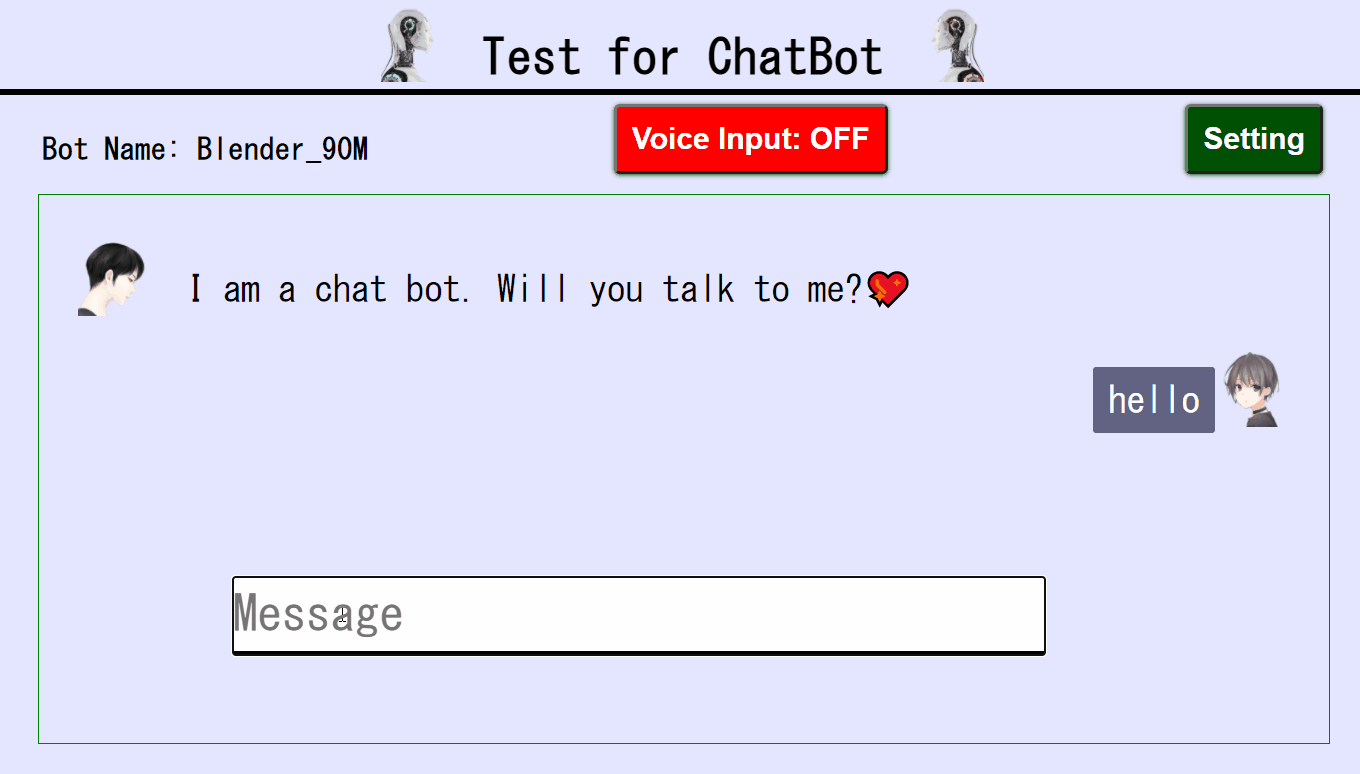 Test for ChatBot
Bot Name: Blender_90M
Voice Input: OFF
Setting
I am a chat bot. Will you talk to me?💘
hello
Message